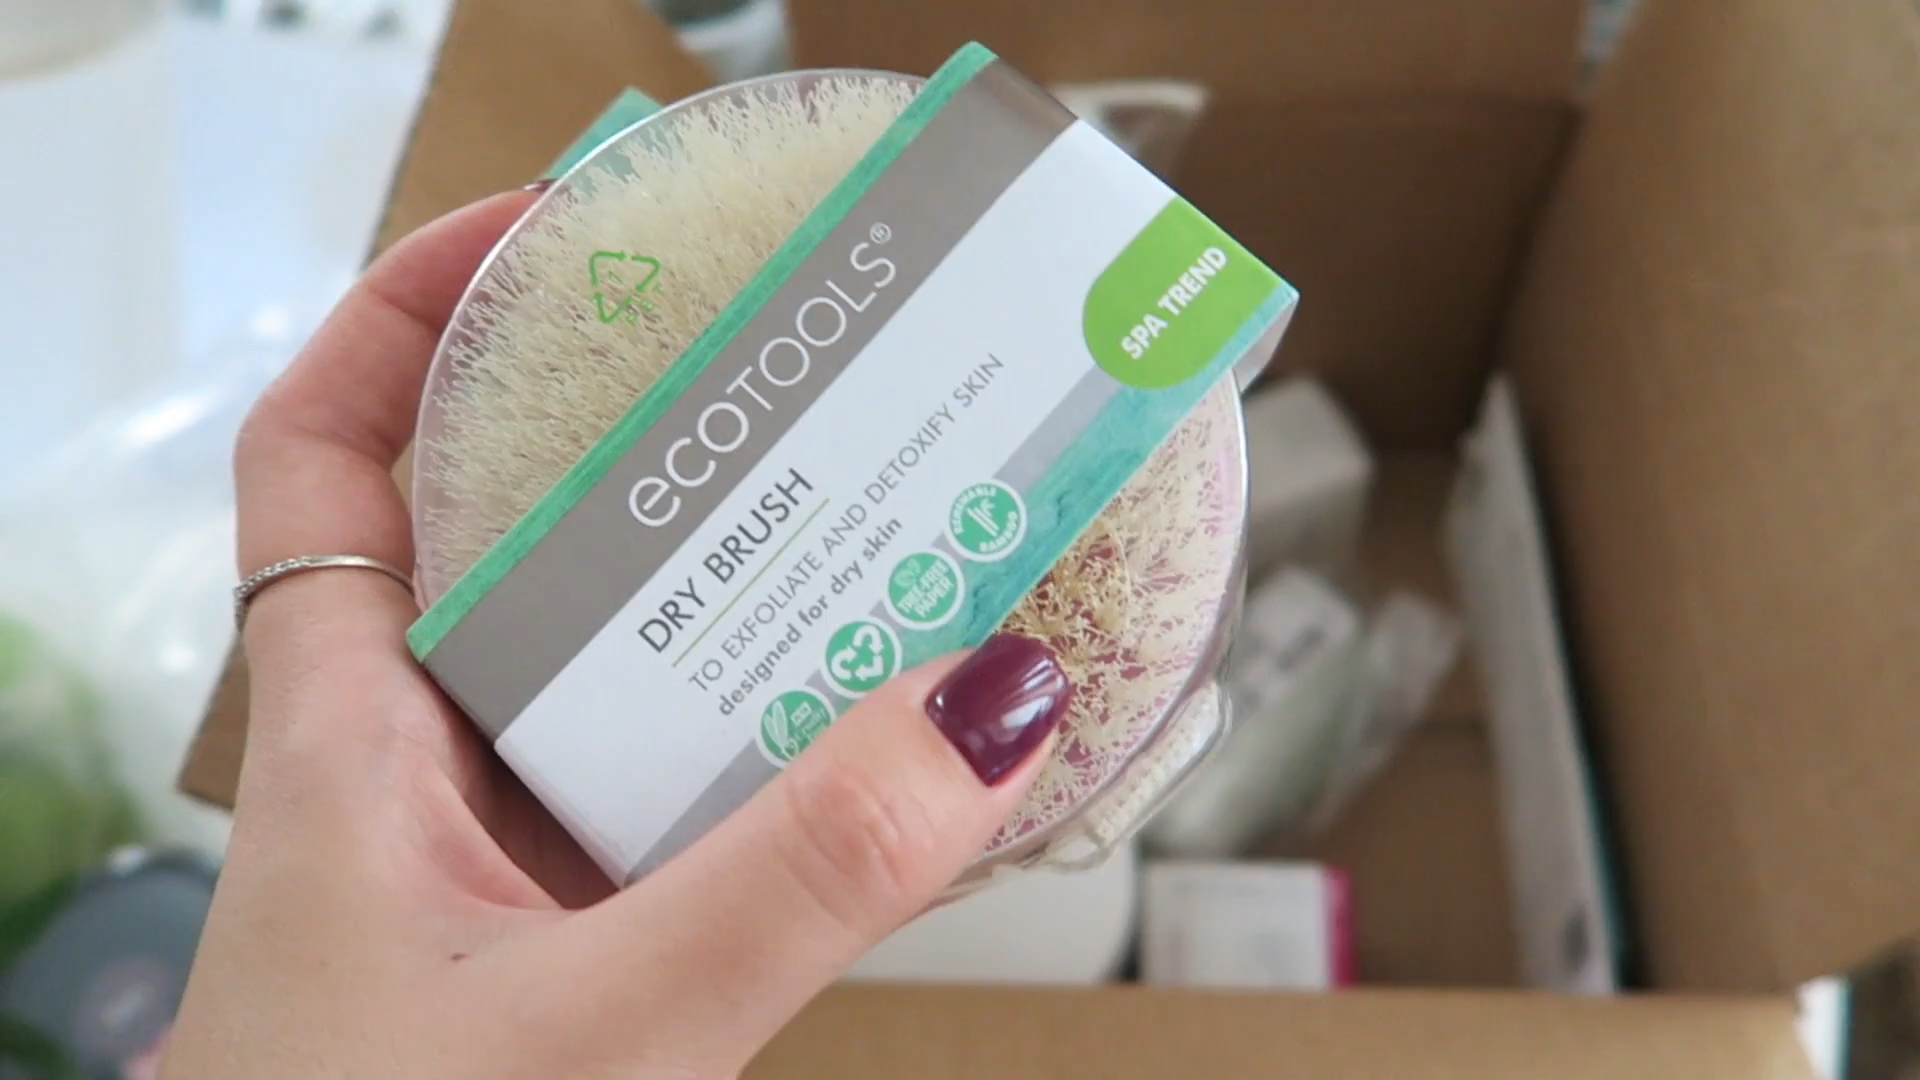 ecoTOOLS®
SPA TREND
DRY BRUSH
TO EXFOLIATE AND DETOXIFY SKIN
designed for dry skin
RENEWABLE
BAMBOO
TREE-FREE
PAPER
1